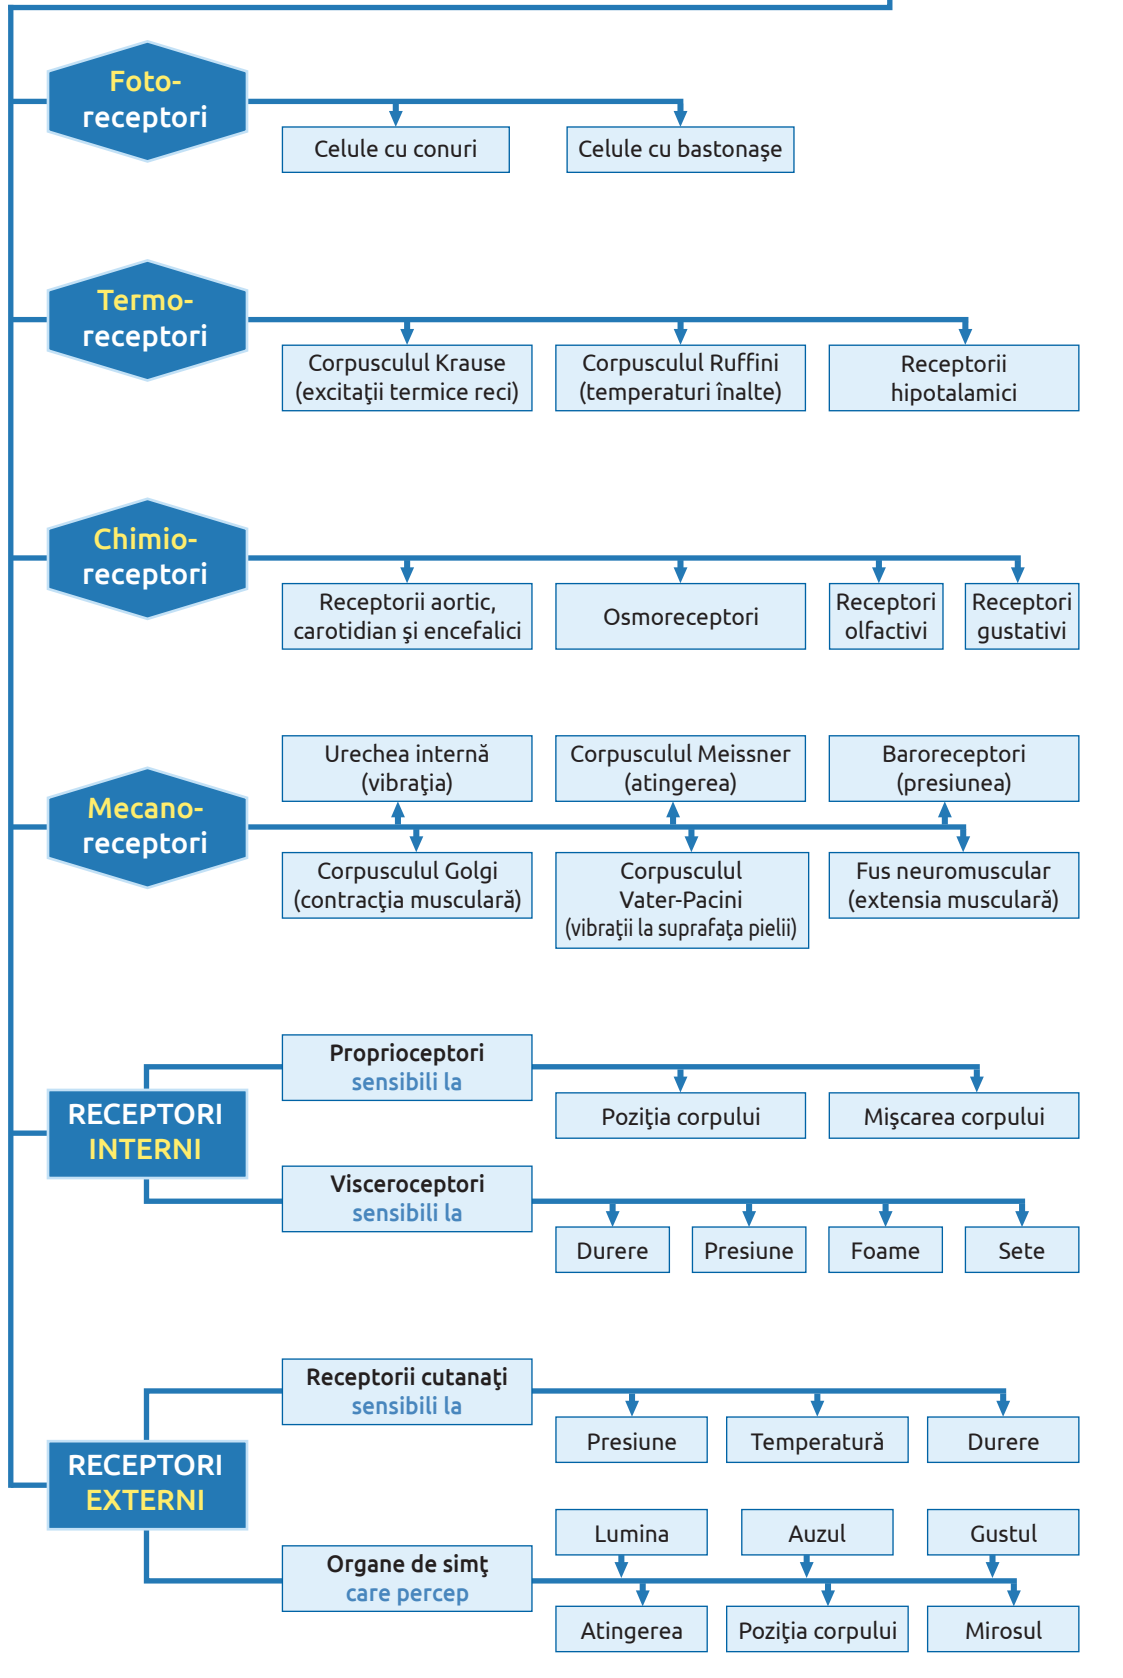 Foto-
receptori
Celule cu conuri
Celule cu bastonaşe
Termo-
receptori
Corpusculul Krause
(excitaţii termice reci)
Corpusculul Ruffini
(temperaturi înalte)
Receptorii
hipotalamici
Chimio-
receptori
Receptorii aortic,
carotidian şi encefalici
Osmoreceptori
Receptori
olfactivi
Receptori
gustativi
Mecano-
receptori
Urechea internă
(vibraţia)
Corpusculul Meissner
(atingerea)
Baroreceptori
(presiunea)
Corpusculul Golgi
(contracţia musculară)
Corpusculul
Vater-Pacini
(vibraţii la suprafaţa pielii)
Fus neuromuscular
(extensia musculară)
RECEPTORI
INTERNI
Proprioceptori
sensibili la
Poziţia corpului
Mişcarea corpului
Visceroceptori
sensibili la
Durere
Presiune
Foame
Sete
RECEPTORI
EXTERNI
Receptorii cutanaţi
sensibili la
Presiune
Temperatură
Durere
Organe de simţ
care percep
Lumina
Auzul
Gustul
Atingerea
Poziţia corpului
Mirosul